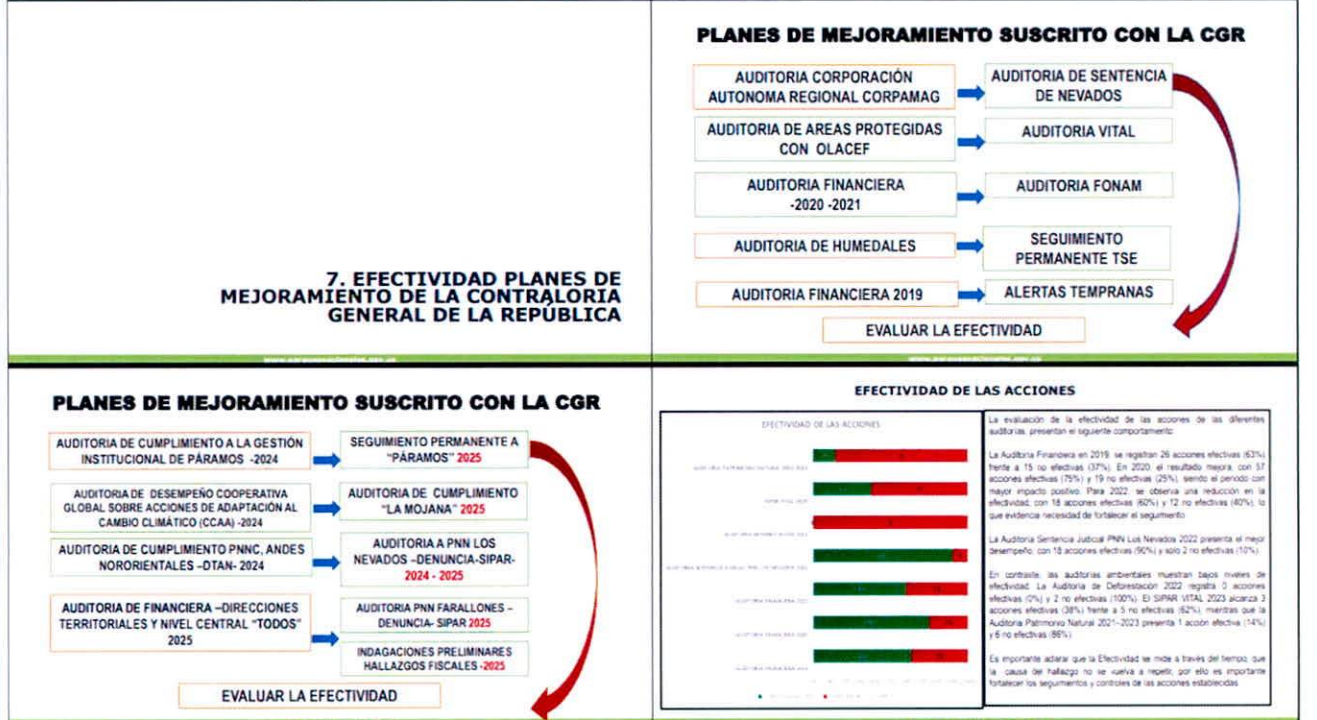 7. EFECTIVIDAD PLANES DE
MEJORAMIENTO DE LA CONTRALORIA
GENERAL DE LA REPÚBLICA
PLANES DE MEJORAMIENTO SUSCRITO CON LA CGR
AUDITORIA CORPORACIÓN
AUTONOMA REGIONAL CORPAMAG
AUDITORIA DE SENTENCIA
DE NEVADOS
AUDITORIA DE AREAS PROTEGIDAS
CON OLACEF
AUDITORIA VITAL
AUDITORIA FINANCIERA
-2020 -2021
AUDITORIA FONAM
AUDITORIA DE HUMEDALES
SEGUIMIENTO
PERMANENTE TSE
AUDITORIA FINANCIERA 2019
ALERTAS TEMPRANAS
EVALUAR LA EFECTIVIDAD
PLANES DE MEJORAMIENTO SUSCRITO CON LA CGR
AUDITORIA DE CUMPLIMIENTO A LA GESTIÓN
INSTITUCIONAL DE PÁRAMOS -2024
SEGUIMIENTO PERMANENTE A
"PÁRAMOS" 2025
AUDITORIA DE DESEMPEÑO COOPERATIVA
GLOBAL SOBRE ACCIONES DE ADAPTACIÓN AL
CAMBIO CLIMÁTICO (CCAA) -2024
AUDITORIA DE CUMPLIMIENTO
"LA MOJANA" 2025
AUDITORIA DE CUMPLIMIENTO PNNC, ANDES
NORORIENTALES –DTAN- 2024
AUDITORIA A PNN LOS
NEVADOS –DENUNCIA-SIPAR-
2024 - 2025
AUDITORIA DE FINANCIERA –DIRECCIONES
TERRITORIALES Y NIVEL CENTRAL "TODOS"
2025
AUDITORIA PNN FARALLONES –
DENUNCIA- SIPAR 2025
INDAGACIONES PRELIMINARES
HALLAZGOS FISCALES -2025
EVALUAR LA EFECTIVIDAD
EFECTIVIDAD DE LAS ACCIONES
EFECTIVIDAD DE LAS ACCIONES
La evaluación de la efectividad de las acciones de las diferentes
auditorias, presentan el siguiente comportamiento:
La Auditoria Financiera en 2019, se registran 26 acciones efectivas (63%)
frente a 15 no efectivas (37%). En 2020, el resultado mejora, con 57
acciones efectivas (75%) y 19 no efectivas (25%), siendo el periodo con
mayor impacto positivo. Para 2022, se observa una reducción en la
efectividad, con 18 acciones efectivas (60%) y 12 no efectivas (40%), lo
que evidencia necesidad de fortalecer el seguimiento.
La Auditoria Sentencia Judicial PNN Los Nevados 2022 presenta el mejor
desempeño, con 18 acciones efectivas (90%) y solo 2 no efectivas (10%).
En contraste, las auditorias ambientales muestran bajos niveles de
efectividad. La Auditoria de Deforestación 2022 registra 0 acciones
efectivas (0%) y 2 no efectivas (100%). El SIPAR VITAL 2023 alcanza 3
acciones efectivas (38%) frente a 5 no efectivas (62%), mientras que la
Auditoria Patrimonio Natural 2021–2023 presenta 1 acción efectiva (14%)
y 6 no efectivas (86%).
Es importante aclarar que la Efectividad se mide a través del tiempo, que
la causa del hallazgo no se vuelva a repetir, por ello es importante
fortalecer los seguimientos y controles de las acciones establecidas.